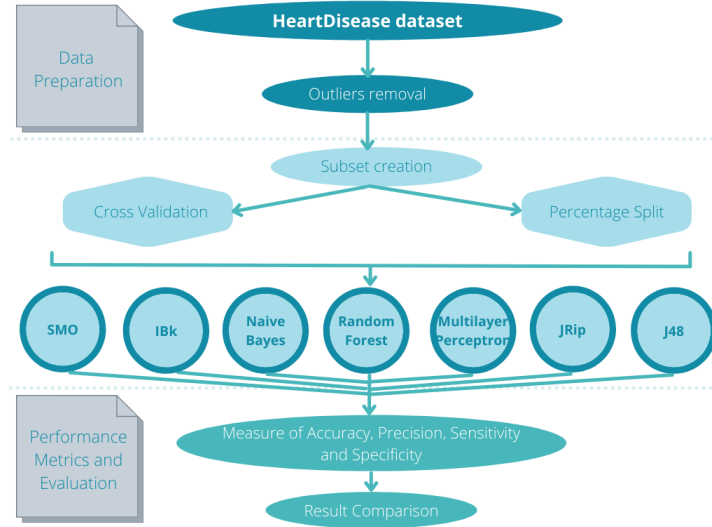 HeartDisease dataset
Data
Preparation
Outliers removal
Subset creation
Cross Validation
Percentage Split
SMO
IBk
Naive
Bayes
Random
Forest
Multilayer
Perceptron
JRip
J48
Performance
Metrics and
Evaluation
Measure of Accuracy, Precision, Sensitivity
and Specificity
Result Comparison